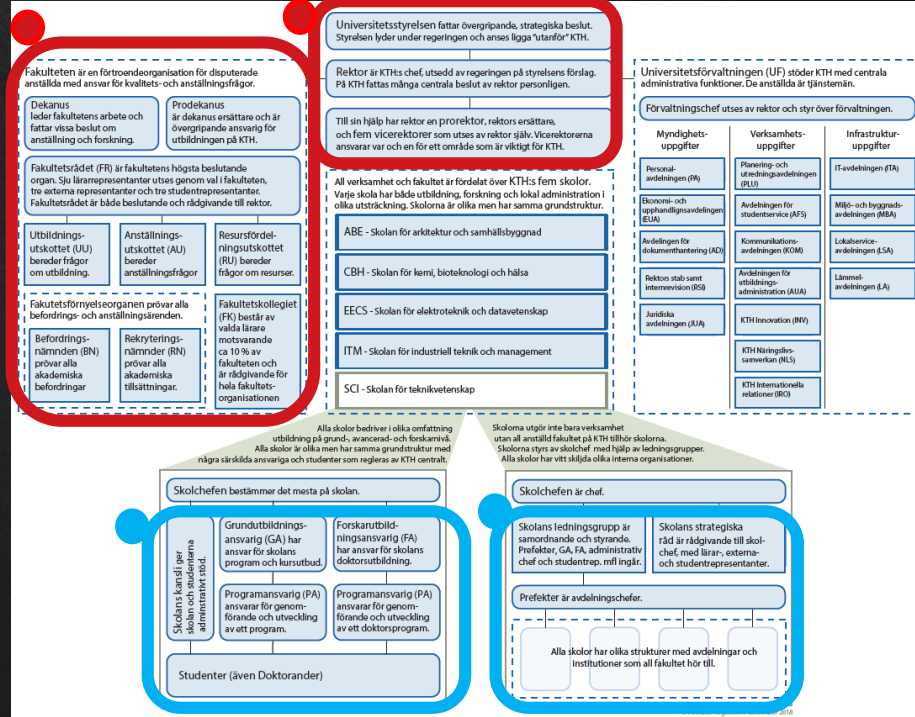 Universitetsstyrelsen fattar övergripande, strategiska beslut.
Styrelsen lyder under regeringen och anses ligga "utanför" KTH.
Rektor är KTH:s chef, utsedd av regeringen på styrelsens förslag.
På KTH fattas många centrala beslut av rektor personligen.
Till sin hjälp har rektor en prorektor, rektors ersättare,
och fem vicerektorer som utses av rektor själv. Vicerektorerna
ansvarar var och en för ett område som är viktigt för KTH.
Fakulteten är en förtroendeorganisation för disputerade
anställda med ansvar för kvalitets- och anställningsfrågor.
Dekanus
leder fakultetens arbete och
fattar vissa beslut om
anställning och forskning.
Prodekanus
är dekanus ersättare och är
övergripande ansvarig för
utbildningen på KTH.
Fakultetsrådet (FR) är fakultetens högsta beslutande
organ. Sju lärarrepresentanter utses genom val i fakulteten,
tre externa representanter och tre studentrepresentanter.
Fakultetsrådet är både beslutande och rådgivande till rektor.
Utbildnings-
utskottet (UU)
bereder frågor
om utbildning.
Anställnings-
utskottet (AU)
bereder
anställningsfrågor
Resursfördel-
ningsutskottet
(RU) bereder
frågor om resurser.
Fakutetsförnyelseorganen prövar alla
befordrings- och anställningsärenden.
Befordrings-
nämnden (BN)
prövar alla
akademiska
befordringar
Rekryterings-
nämnder (RN)
prövar alla
akademiska
tillsättningar.
Fakultetskollegiet
(FK) består av
valda lärare
motsvarande
ca 10 % av
fakulteten och
är rådgivande för
hela fakultets-
organisationen
All verksamhet och fakultet är fördelat över KTH:s fem skolor.
Varje skola har både utbildning, forskning och lokal administration i
olika utsträckning. Skolorna är olika men har samma grundstruktur.
ABE - Skolan för arkitektur och samhällsbyggnad
CBH - Skolan för kemi, bioteknologi och hälsa
EECS - Skolan för elektroteknik och datavetenskap
ITM - Skolan för industriell teknik och management
SCI - Skolan för teknikvetenskap
Universitetsförvaltningen (UF) stöder KTH med centrala
administrativa funktioner. De anställda är tjänstemän.
Förvaltningschef utses av rektor och styr över förvaltningen.
Myndighets-
uppgifter
Verksamhets-
uppgifter
Infrastruktur-
uppgifter
Personal-
avdelningen (PA)
Ekonomi- och
upphandlignsavdelingen
(EUA)
Avdelingen för
dokumenthantering (AD)
Rektors stab samt
internrevision (RSI)
Juridiska
avdelningen (JUA)
Planering- och
utredningsavdelningen
(PLU)
Avdelningen för
studentservice (AFS)
Kommunikations-
avdelningen (KOM)
Avdelningen för
utbildnings-
administration (AUA)
KTH Innovation (INV)
KTH Näringslivs-
samverkan (NLS)
KTH Internationella
relationer (IRO)
IT-avdelningen (ITA)
Miljö- och byggnads-
avdelningen (MBA)
Lokalservice-
avdelningen (LSA)
Lämmel-
avdelningen (LA)
Alla skolor bedriver i olika omfattning
utbildning på grund-, avancerad- och forskarnivå.
Alla skolor är olika men har samma grundstruktur med
några särskilda ansvariga och studenter som regleras av KTH centralt.
Skolorna utgör inte bara verksamhet
utan all anställd fakultet på KTH tillhör skolorna.
Skolorna styrs av skolchef med hjälp av ledningsgrupper.
Alla skolor har vitt skiljda olika interna organisationer.
Skolchefen bestämmer det mesta på skolan.
Skolans kansli ger
skolan och studenterna
adminstrativt stöd.
Grundutbildnings-
ansvarig (GA) har
ansvar för skolans
program och kursutbud.
Forskarutbild-
ningsansvarig (FA)
har ansvar för skolans
doktorsutbildning.
Programansvarig (PA)
ansvarar för genom-
förande och utveckling
av ett program.
Programansvarig (PA)
ansvarar för genom-
förande och utveckling
av ett doktorsprogram.
Studenter (även Doktorander)
Skolchefen är chef.
Skolans ledningsgrupp är
samordnande och styrande.
Prefekter, GA, FA, administrativ
chef och studentrep. mfl ingår.
Skolans strategiska
råd är rådgivande till skol-
chef, med lärar-, externa-
och studentrepresentanter.
Prefekter är avdelningschefer.
Alla skolor har olika strukturer med avdelningar och
institutioner som all fakultet hör till.
2018